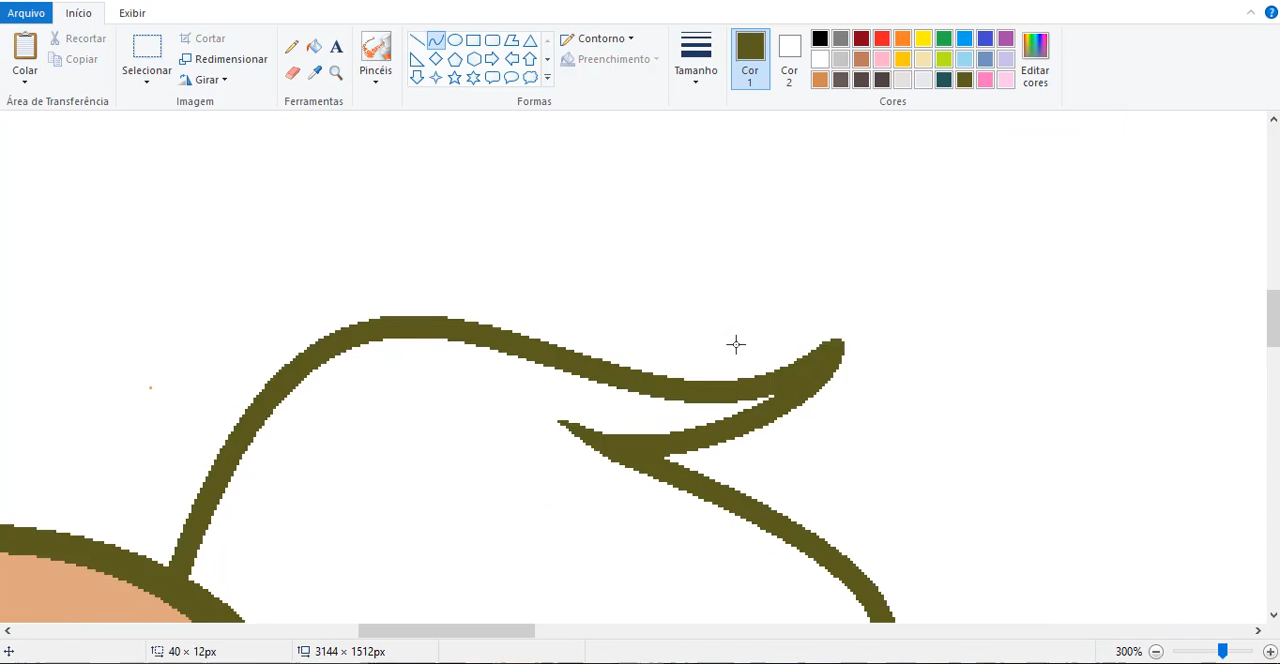 Arquivo Início Exibir
Colar
Recortar
Copiar
Área de Transferência
Selecionar
Cortar
Redimensionar
Girar
Imagem
A
Ferramentas
Pincéis
Contorno
Preenchimento
Formas
Tamanho
Cor
1
Cor
2
Editar
cores
Cores
?
40 × 12px
3144 × 1512px
300%